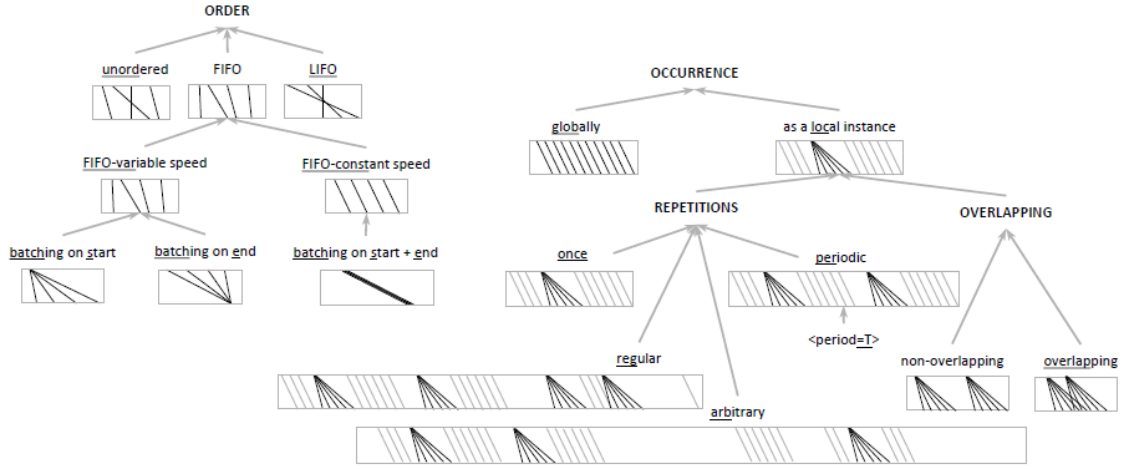 ORDER
unordered
FIFO
LIFO
FIFO-variable speed
FIFO-constant speed
batching on start
batching on end
batching on start + end
OCCURRENCE
globally
as a local instance
REPETITIONS
OVERLAPPING
once
periodic
<period=T>
regular
arbitrary
non-overlapping
overlapping